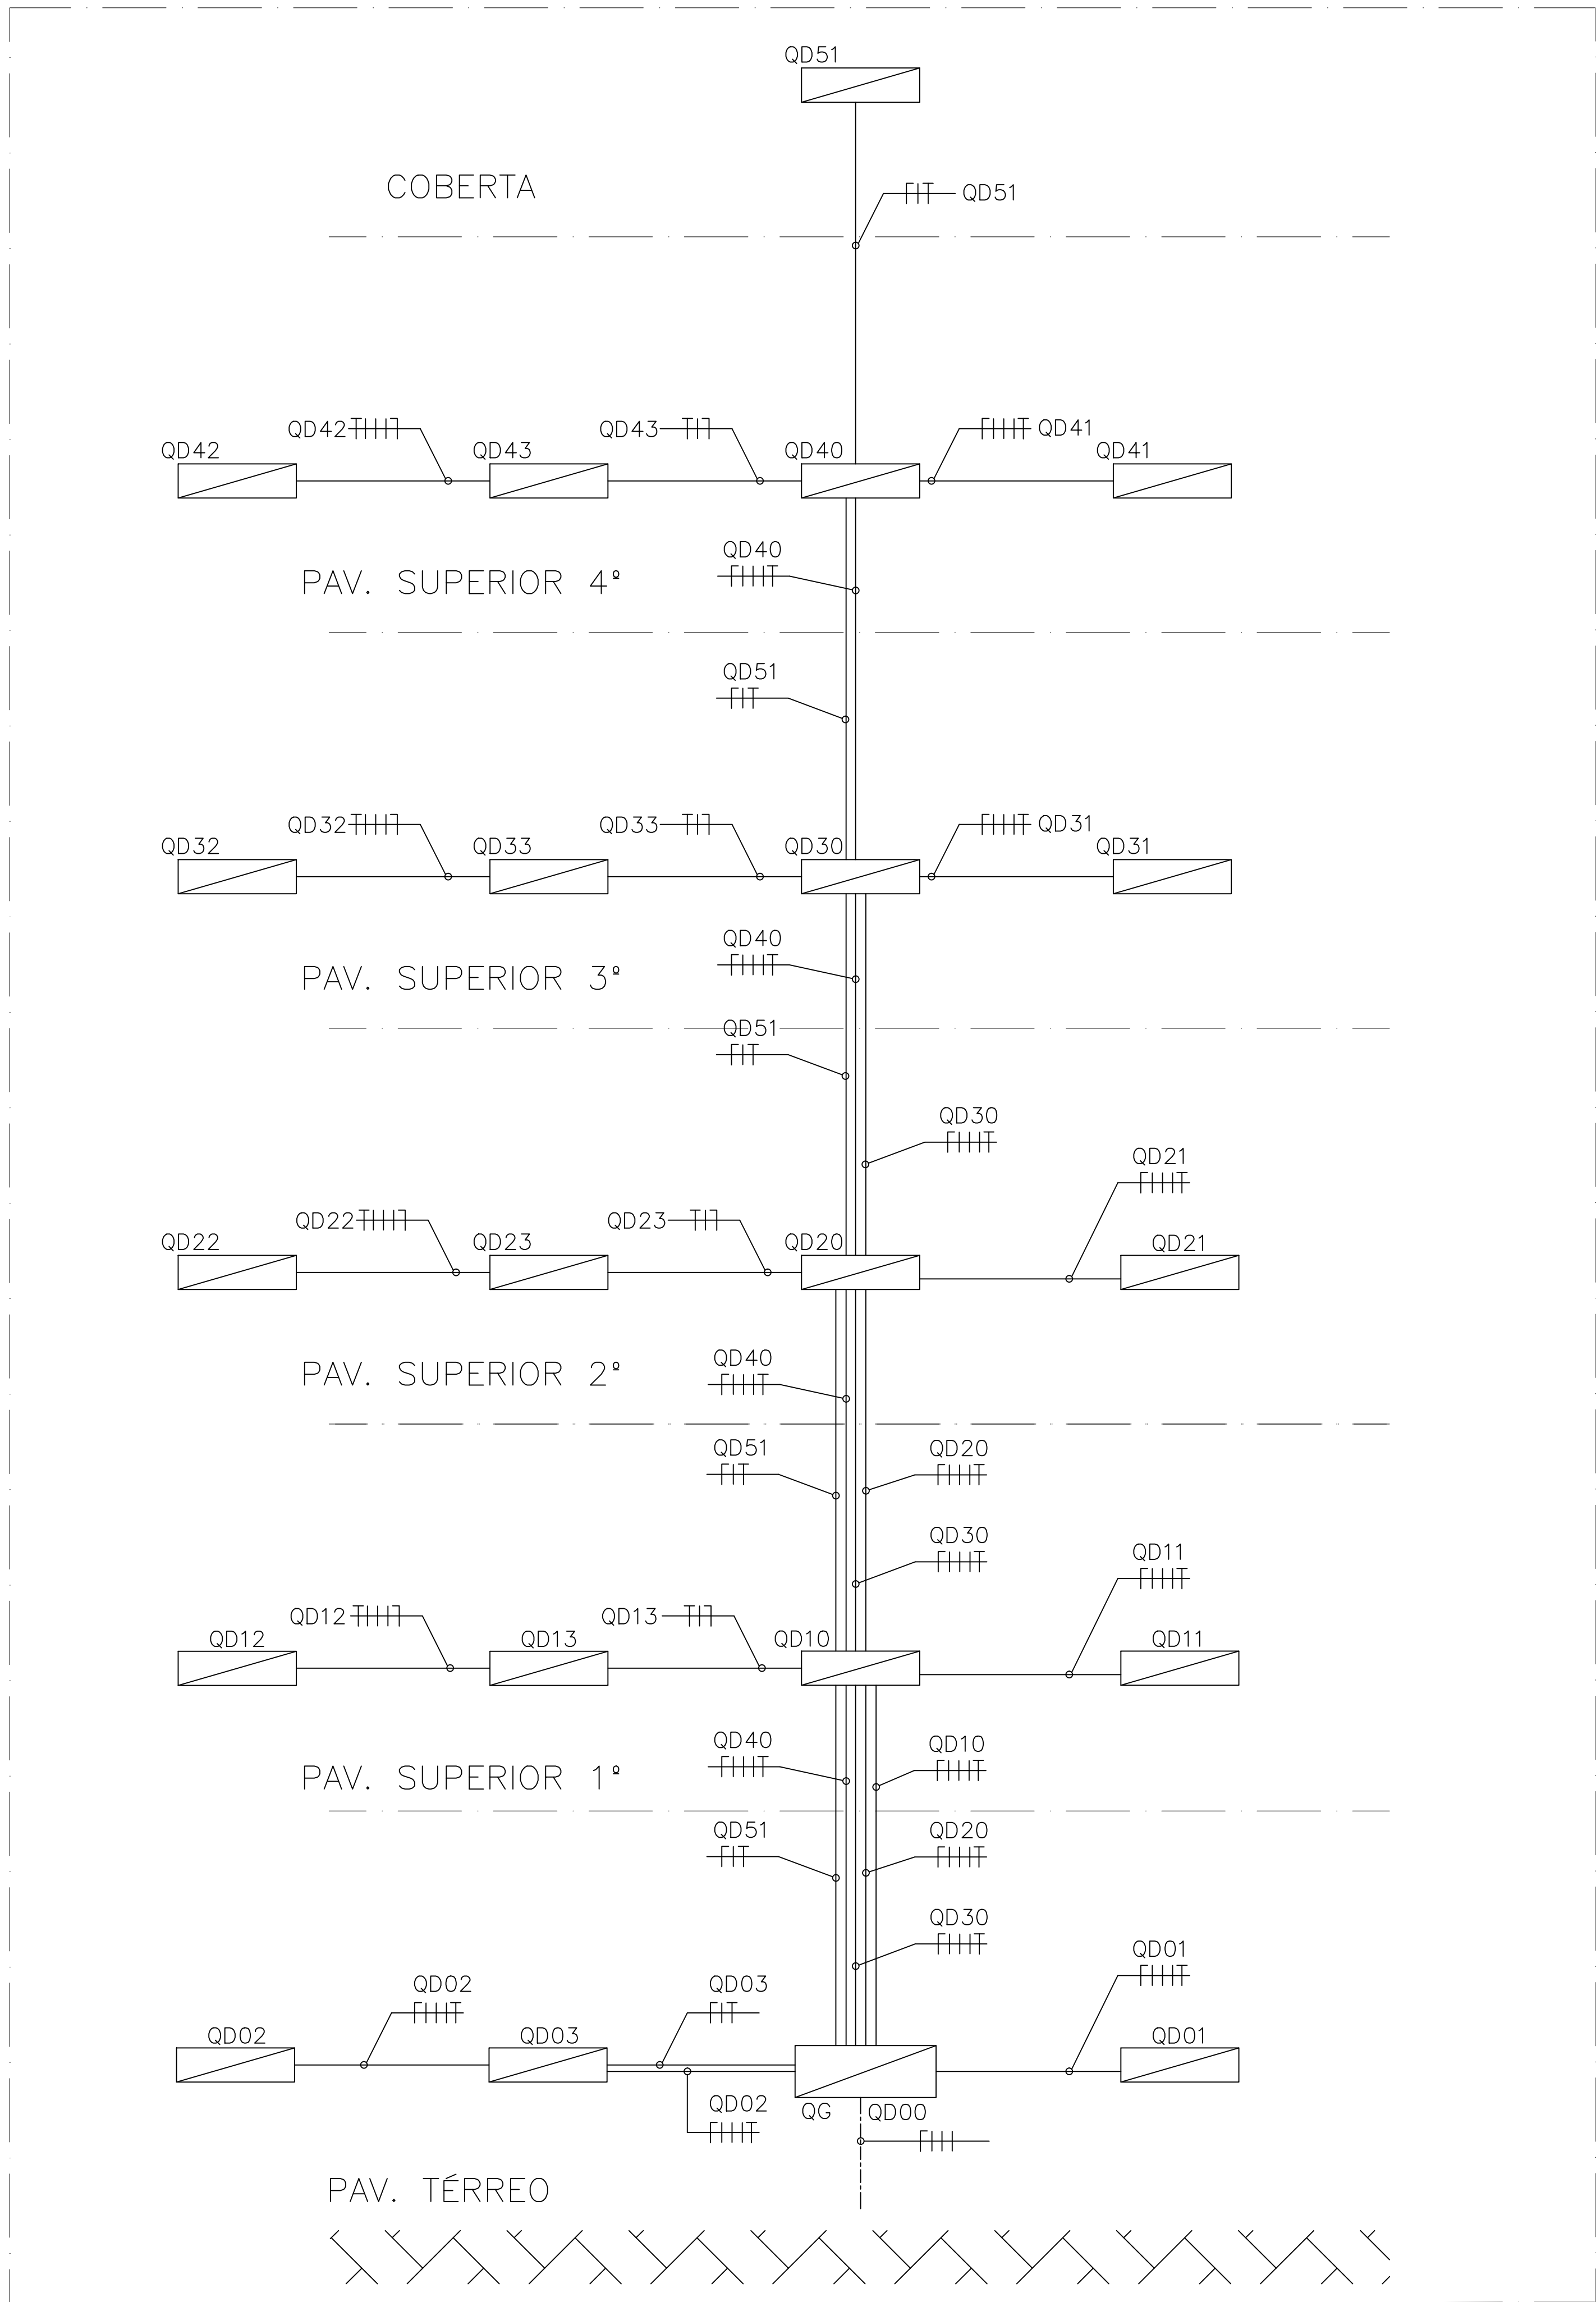 QD51
COBERTA
QD51
QD42
QD43
QD41
QD42
QD43
QD40
QD41
QD40
PAV. SUPERIOR 4º
QD51
QD32
QD33
QD31
QD32
QD33
QD30
QD31
QD40
PAV. SUPERIOR 3º
QD51
QD30
QD21
QD22
QD23
QD22
QD23
QD20
QD21
QD40
PAV. SUPERIOR 2º
QD51
QD20
QD30
QD11
QD12
QD13
QD12
QD13
QD10
QD11
QD40
QD10
PAV. SUPERIOR 1º
QD51
QD20
QD30
QD01
QD02
QD03
QD02
QD03
QD01
QD02
QG
QD00
PAV. TÉRREO